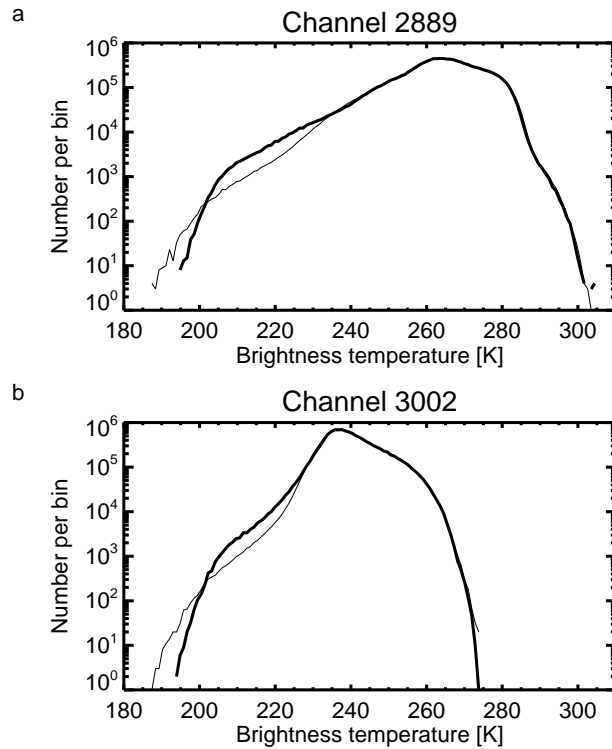 a
Channel 2889
Number per bin
10^6
10^5
10^4
10^3
10^2
10^1
10^0
180 200 220 240 260 280 300
Brightness temperature [K]
b
Channel 3002
Number per bin
10^6
10^5
10^4
10^3
10^2
10^1
10^0
180 200 220 240 260 280 300
Brightness temperature [K]